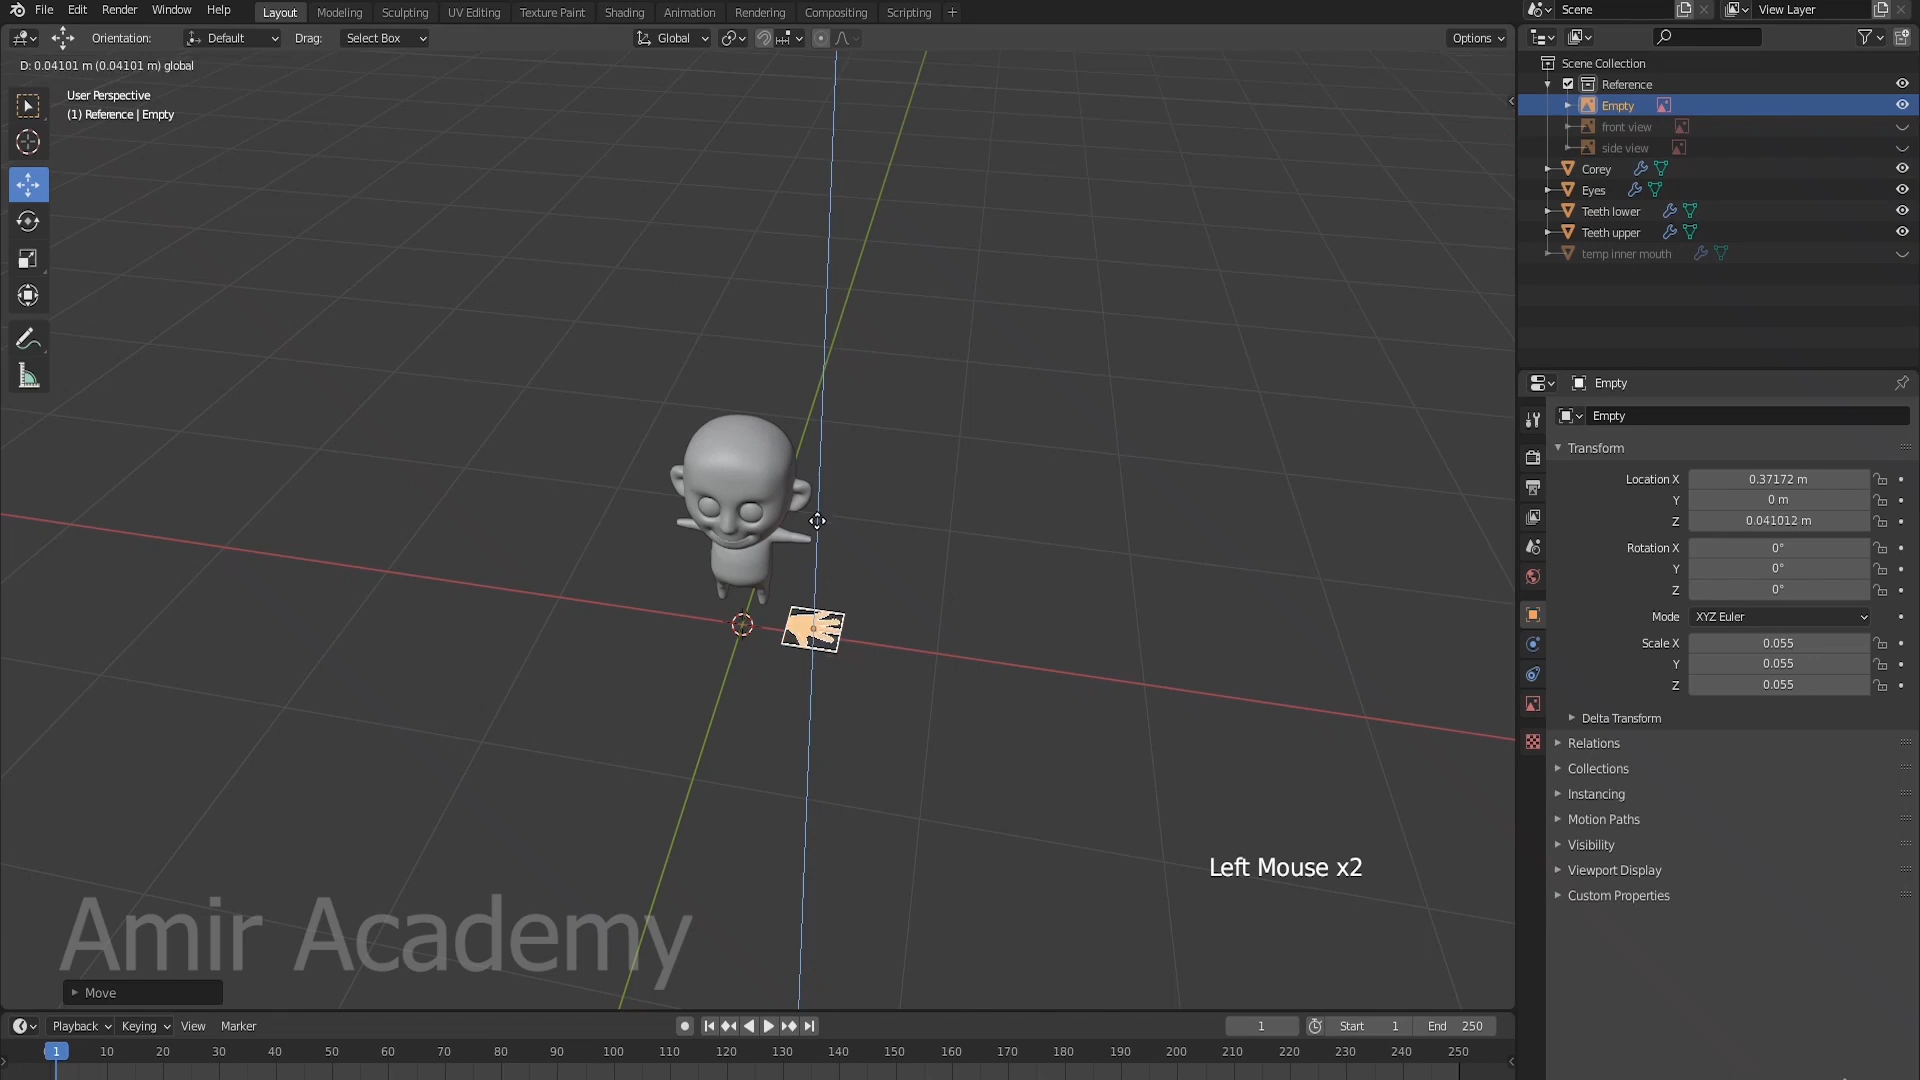 File Edit Render Window Help Layout Modeling Sculpting UV Editing Texture Paint Shading Animation Rendering Compositing Scripting + Scene View Layer
Orientation: Default Drag: Select Box Global Options
D: 0.04101 m (0.04101 m) global
User Perspective
(1) Reference | Empty
Scene Collection
Reference
Empty
front view
side view
Corey
Eyes
Teeth lower
Teeth upper
temp inner mouth
Empty
Empty
Transform
Location X 0.37172 m
Y 0 m
Z 0.041012 m
Rotation X 0°
Y 0°
Z 0°
Mode XYZ Euler
Scale X 0.055
Y 0.055
Z 0.055
Delta Transform
Relations
Collections
Instancing
Motion Paths
Visibility
Viewport Display
Custom Properties
Left Mouse x2
Amir Academy
Move
Playback Keying View Marker 1 Start 1 End 250
1 10 20 30 40 50 60 70 80 90 100 110 120 130 140 150 160 170 180 190 200 210 220 230 240 250